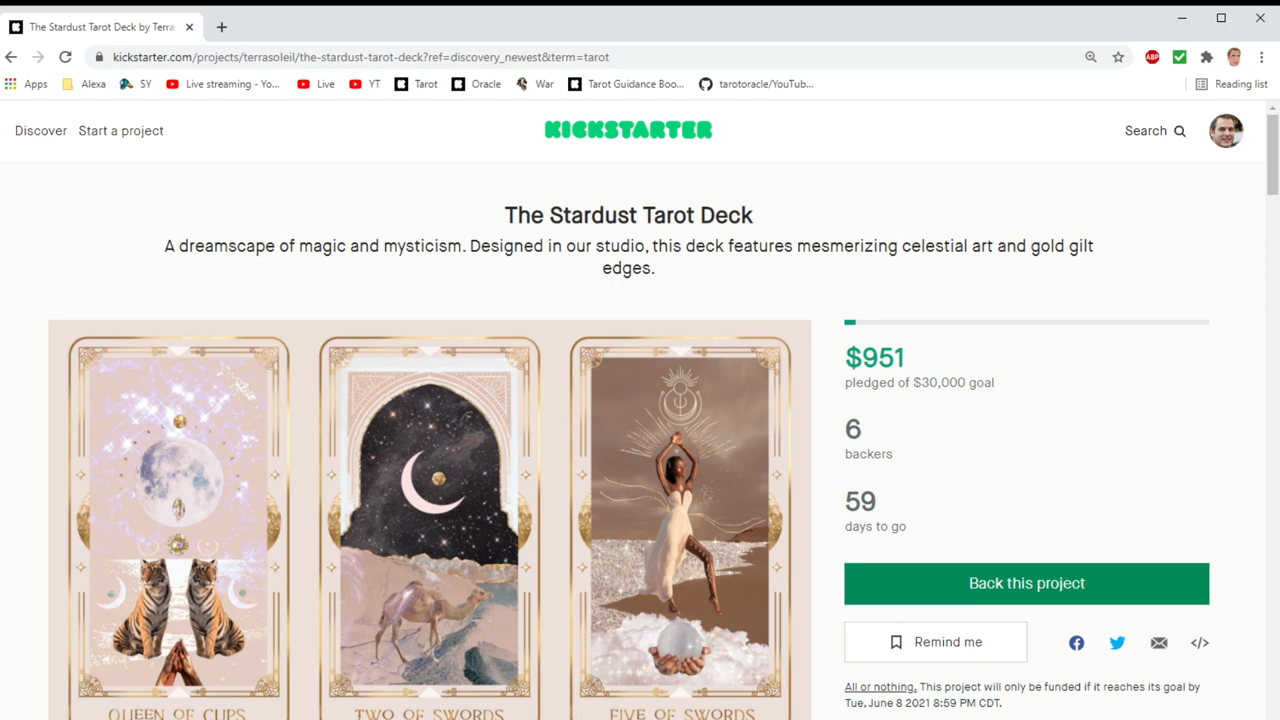 The Stardust Tarot Deck by Terra
kickstarter.com/projects/terrasoleil/the-stardust-tarot-deck?ref=discovery_newest&term=tarot
Apps Alexa SY Live streaming - Yo... Live YT Tarot Oracle War Tarot Guidance Boo... tarotoracle/YouTub... Reading list
ABP
Discover Start a project KICKSTARTER Search
The Stardust Tarot Deck
A dreamscape of magic and mysticism. Designed in our studio, this deck features mesmerizing celestial art and gold gilt
edges.
$951
pledged of $30,000 goal
6
backers
59
days to go
Back this project
Remind me
All or nothing. This project will only be funded if it reaches its goal by
Tue, June 8 2021 8:59 PM CDT.
QUEEN OF CUPS TWO OF SWORDS FIVE OF SWORDS